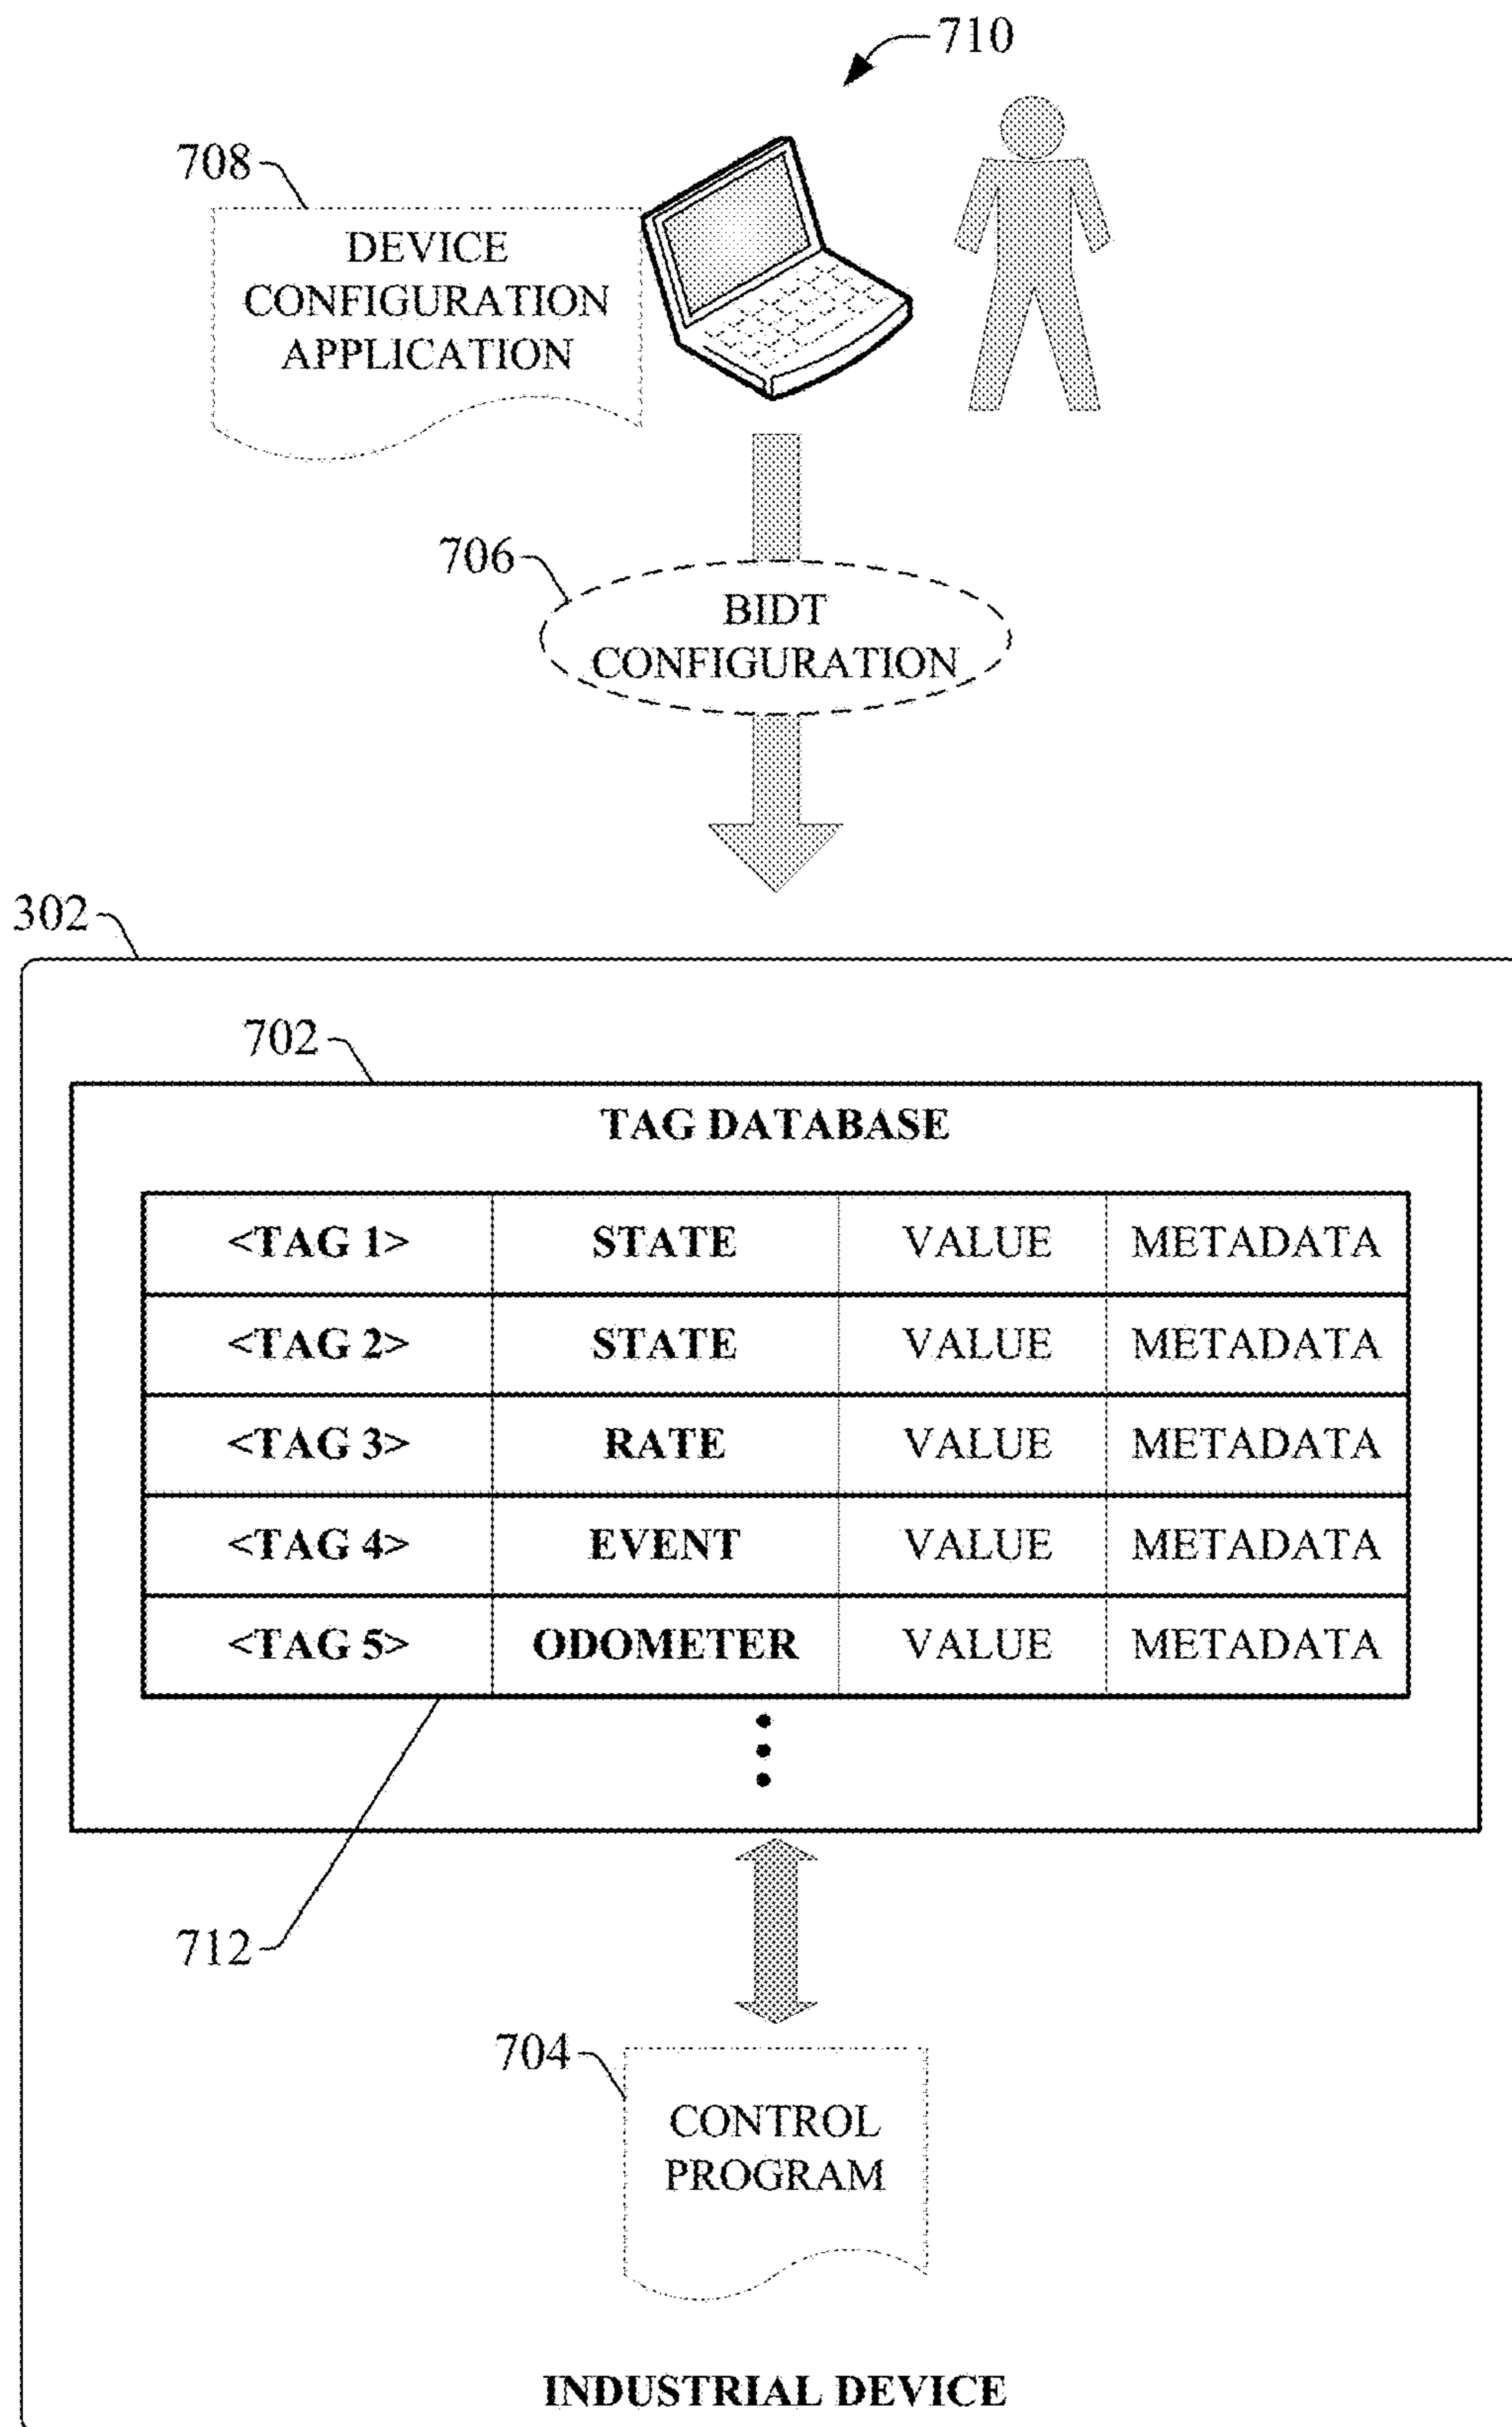 710
708
DEVICE
CONFIGURATION
APPLICATION
706
BIDT
CONFIGURATION
302
702
TAG DATABASE
<TAG 1> STATE VALUE METADATA
<TAG 2> STATE VALUE METADATA
<TAG 3> RATE VALUE METADATA
<TAG 4> EVENT VALUE METADATA
<TAG 5> ODOMETER VALUE METADATA
712
704
CONTROL
PROGRAM
INDUSTRIAL DEVICE